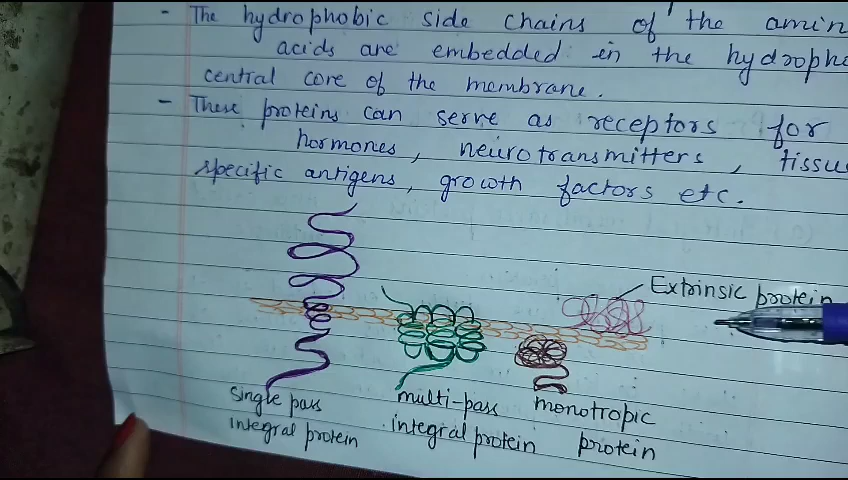 - The hydrophobic side chains of the amin
acids are embedded in the hydropho
central core of the membrane.
- These proteins can serve as receptors for
hormones, neurotransmitters, tissu
specific antigens, growth factors etc.
Extrinsic protein
single pass
integral protein
multi-pass
integral protein
monotropic
protein